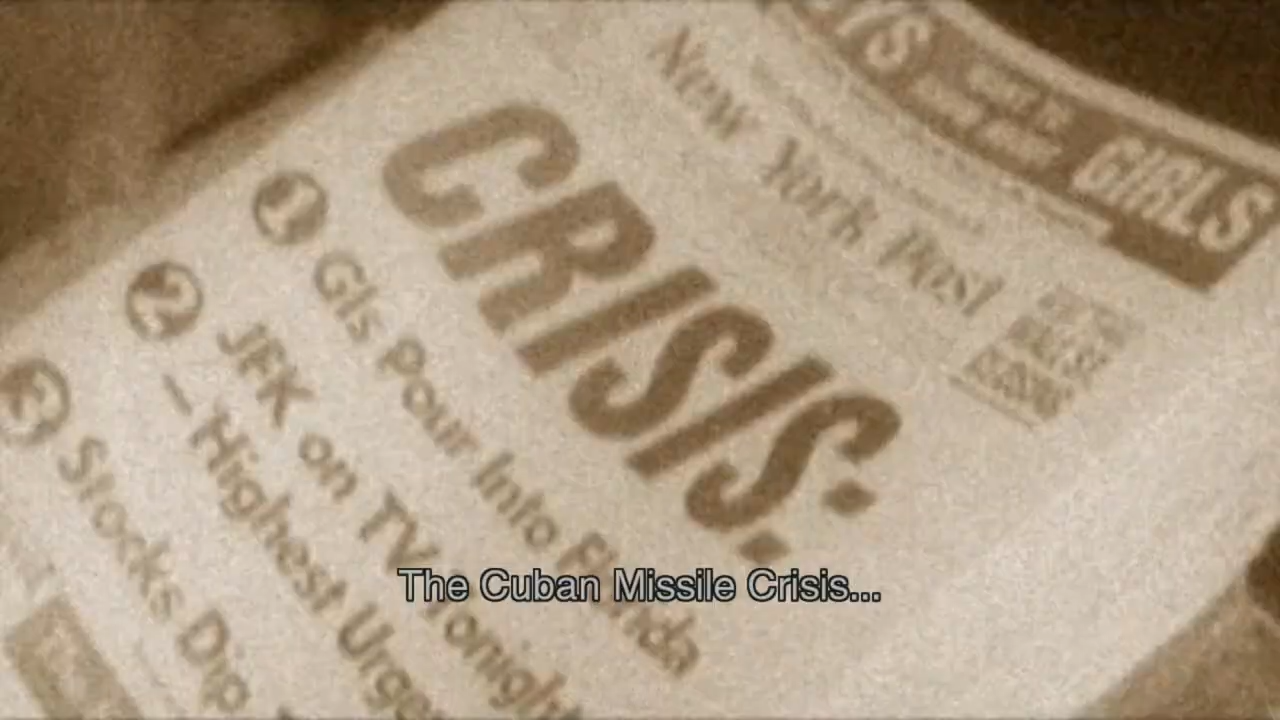 GIRLS
New York Post
CRISIS:
1 GIs Pour Into Florida
2 JFK on TV Tonight
— Highest Urge
3 Stocks Dip
The Cuban Missile Crisis...